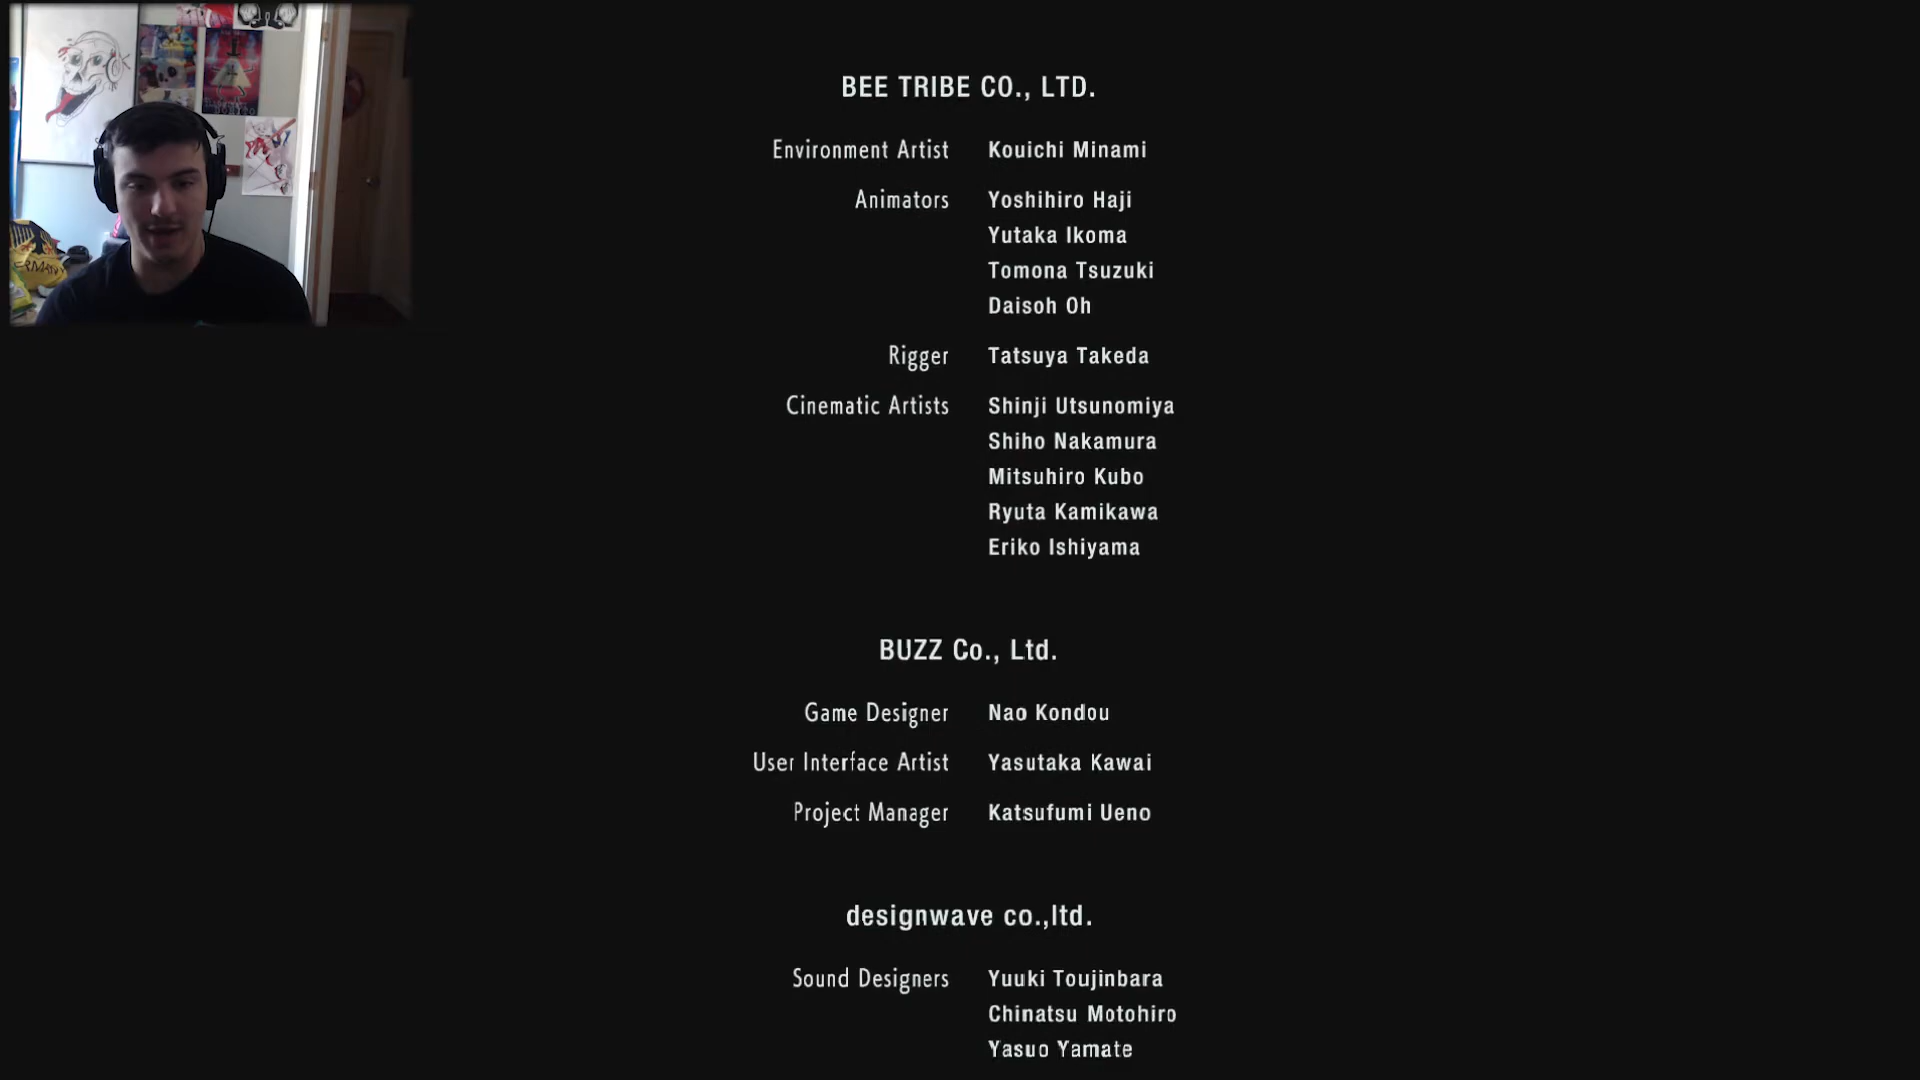 BEE TRIBE CO., LTD.
Environment Artist Kouichi Minami
Animators Yoshihiro Haji
Yutaka Ikoma
Tomona Tsuzuki
Daisoh Oh
Rigger Tatsuya Takeda
Cinematic Artists Shinji Utsunomiya
Shiho Nakamura
Mitsuhiro Kubo
Ryuta Kamikawa
Eriko Ishiyama
BUZZ Co., Ltd.
Game Designer Nao Kondou
User Interface Artist Yasutaka Kawai
Project Manager Katsufumi Ueno
designwave co.,ltd.
Sound Designers Yuuki Toujinbara
Chinatsu Motohiro
Yasuo Yamate